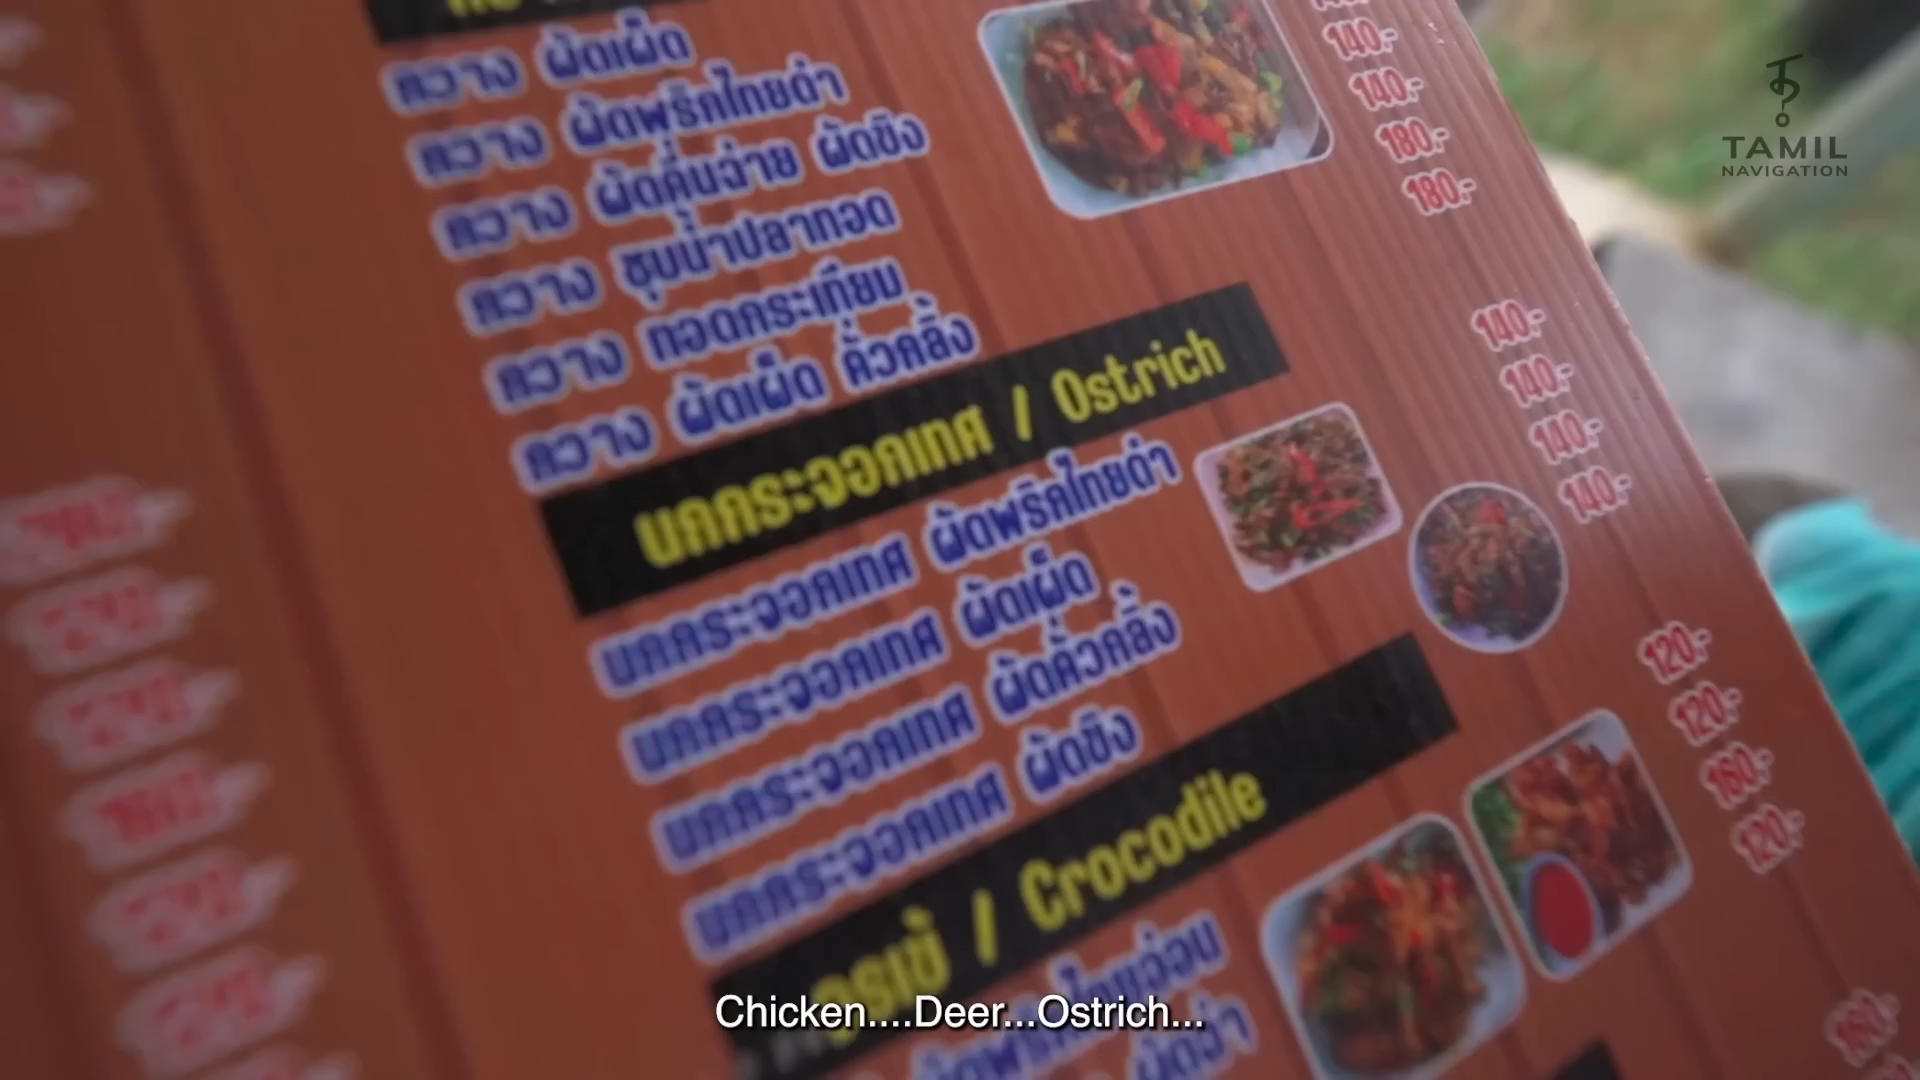 กวาง ผัดเผ็ด
กวาง ผัดพริกไทยดำ
กวาง ผัดคื่นฉ่าย ผัดขิง
กวาง ชุบน้ำปลาทอด
กวาง ทอดกระเทียม
กวาง ผัดเผ็ด คั่วกลิ้ง
140.-
140.-
180.-
180.-
นกกระจอกเทศ / Ostrich
นกกระจอกเทศ ผัดพริกไทยดำ
นกกระจอกเทศ ผัดเผ็ด
นกกระจอกเทศ ผัดคั่วกลิ้ง
นกกระจอกเทศ ผัดขิง
140.-
140.-
140.-
140.-
/ Crocodile
120.-
120.-
180.-
120.-
TAMIL
NAVIGATION
Chicken....Deer...Ostrich...